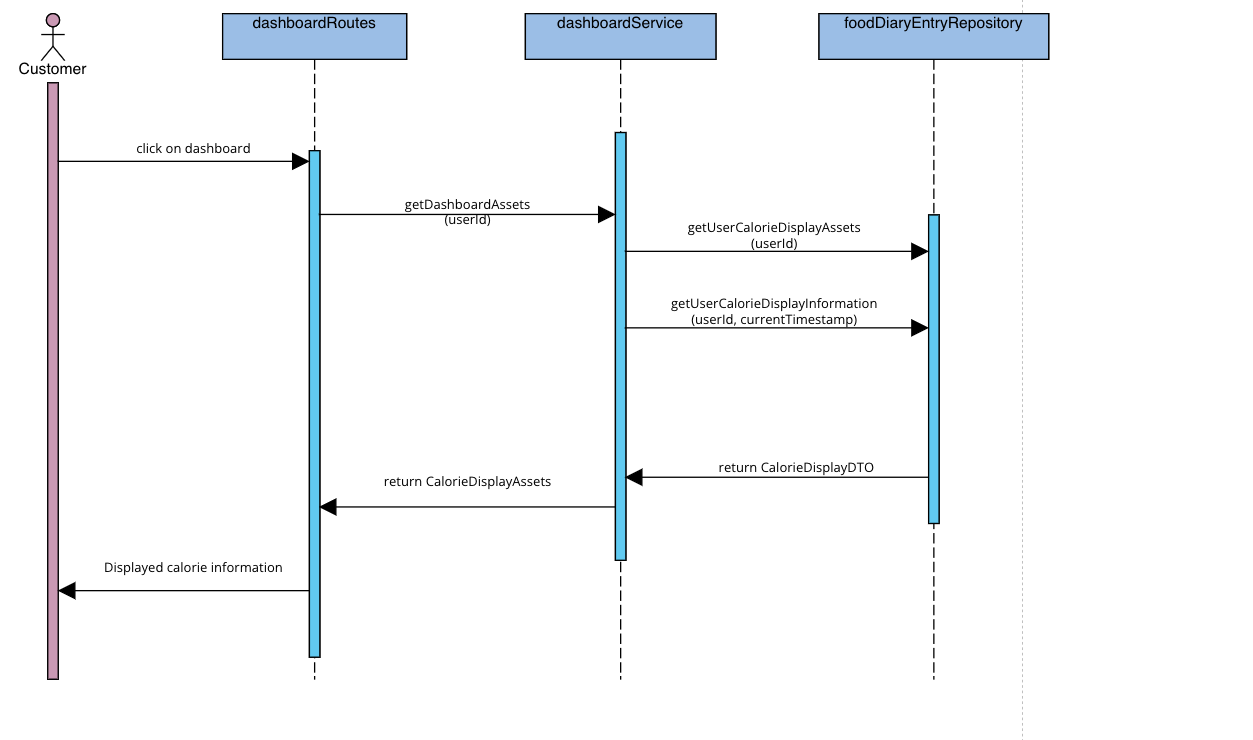 dashboardRoutes
dashboardService
foodDiaryEntryRepository
Customer
click on dashboard
getDashboardAssets
(userId)
getUserCalorieDisplayAssets
(userId)
getUserCalorieDisplayInformation
(userId, currentTimestamp)
return CalorieDisplayDTO
return CalorieDisplayAssets
Displayed calorie information